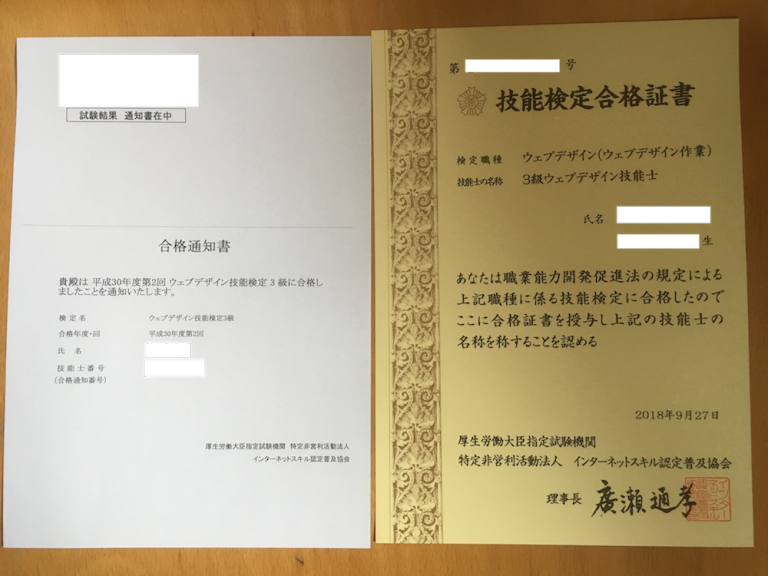 試験結果 通知書在中
合格通知書
貴殿は 平成30年度第2回 ウェブデザイン技能検定 3 級に合格し
ましたことを通知いたします。
検 定 名 ウェブデザイン技能検定3級
合格年度・回 平成30年度第2回
氏 名
技 能 士 番 号
(合格通知番号)
厚生労働大臣指定試験機関 特定非営利活動法人
インターネットスキル認定普及協会
第 号
技能検定合格証書
検定職種 ウェブデザイン(ウェブデザイン作業)
技能士の名称 3級ウェブデザイン技能士
氏名
生
あなたは職業能力開発促進法の規定による
上記職種に係る技能検定に合格したので
ここに合格証書を授与し上記の技能士の
名称を称することを認める
2018年9月27日
厚生労働大臣指定試験機関
特定非営利活動法人 インターネットスキル認定普及協会
理事長 廣瀬通孝